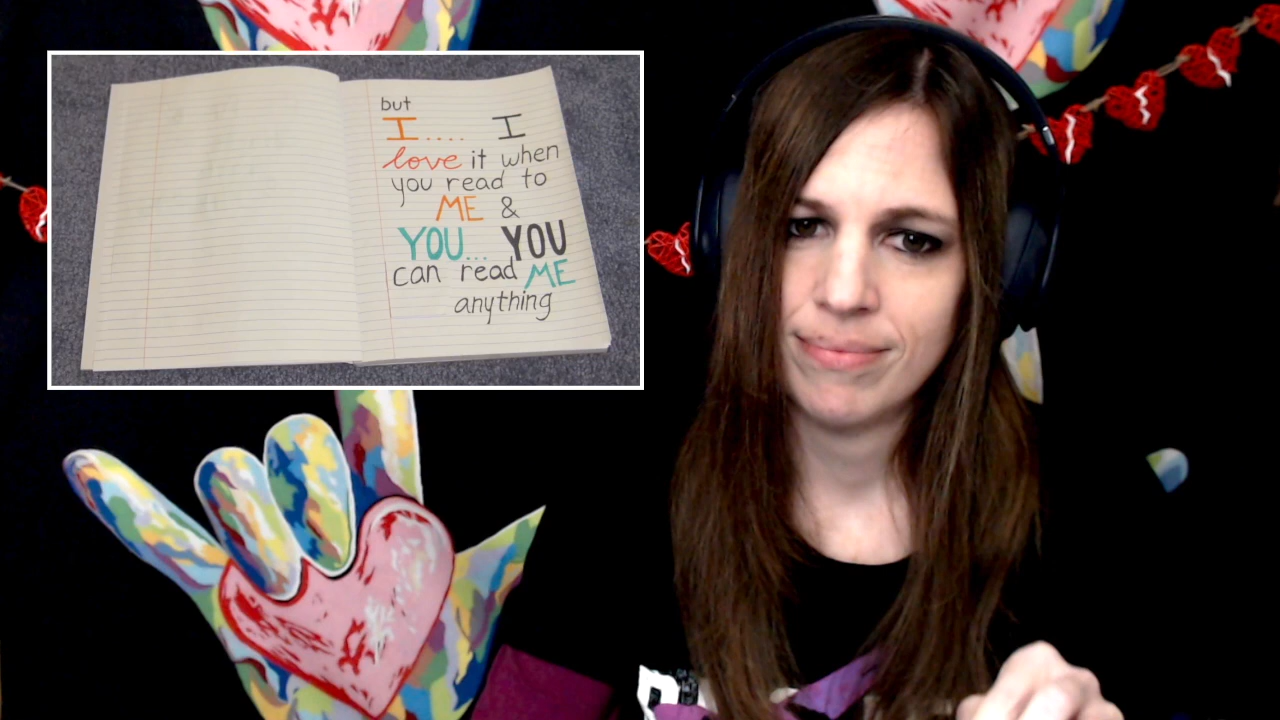 but
I.... I
love it when
you read to
ME &
YOU... YOU
can read ME
anything